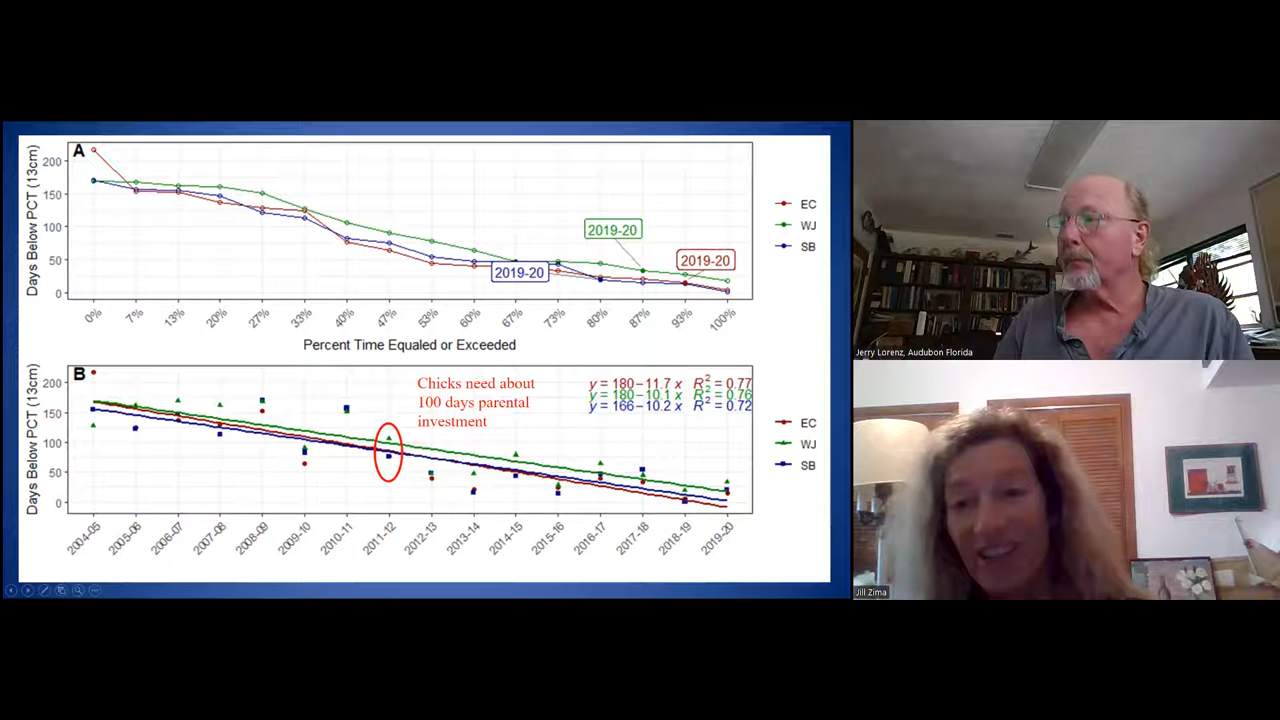 A
Days Below PCT (13cm)
200
150
100
50
0
2019-20
2019-20
2019-20
EC
WJ
SB
0%
7%
13%
20%
27%
33%
40%
47%
53%
60%
67%
73%
80%
87%
93%
100%
Percent Time Equaled or Exceeded
B
Days Below PCT (13cm)
200
150
100
50
0
Chicks need about
100 days parental
investment
y = 180−11.7 x R² = 0.77
y = 180−10.1 x R² = 0.76
y = 166−10.2 x R² = 0.72
EC
WJ
SB
2004-05
2005-06
2006-07
2007-08
2008-09
2009-10
2010-11
2011-12
2012-13
2013-14
2014-15
2015-16
2016-17
2017-18
2018-19
2019-20
Jerry Lorenz, Audubon Florida
Jill Zima